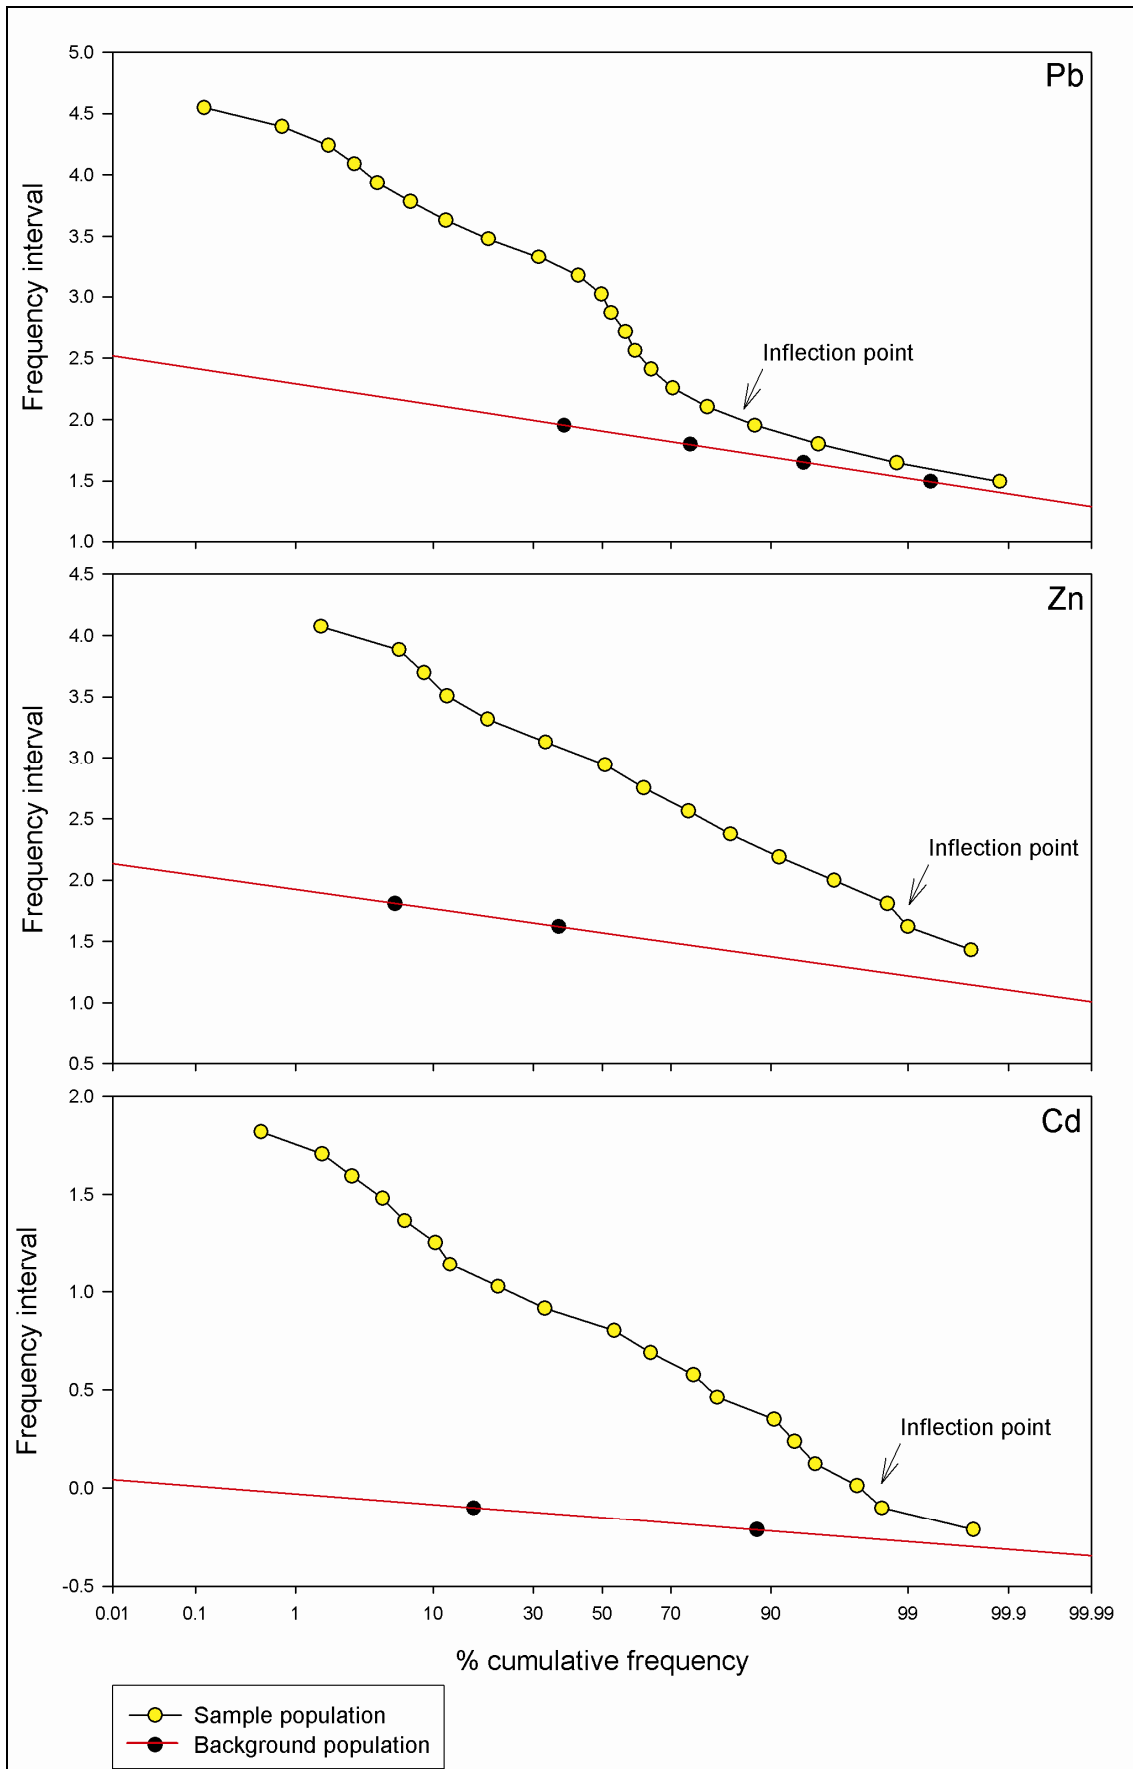 Pb
5.0
4.5
4.0
3.5
3.0
2.5
2.0
1.5
1.0
Frequency interval
Inflection point
Zn
4.5
4.0
3.5
3.0
2.5
2.0
1.5
1.0
0.5
Frequency interval
Inflection point
Cd
2.0
1.5
1.0
0.5
0.0
-0.5
Frequency interval
Inflection point
0.01 0.1 1 10 30 50 70 90 99 99.9 99.99
% cumulative frequency
Sample population
Background population